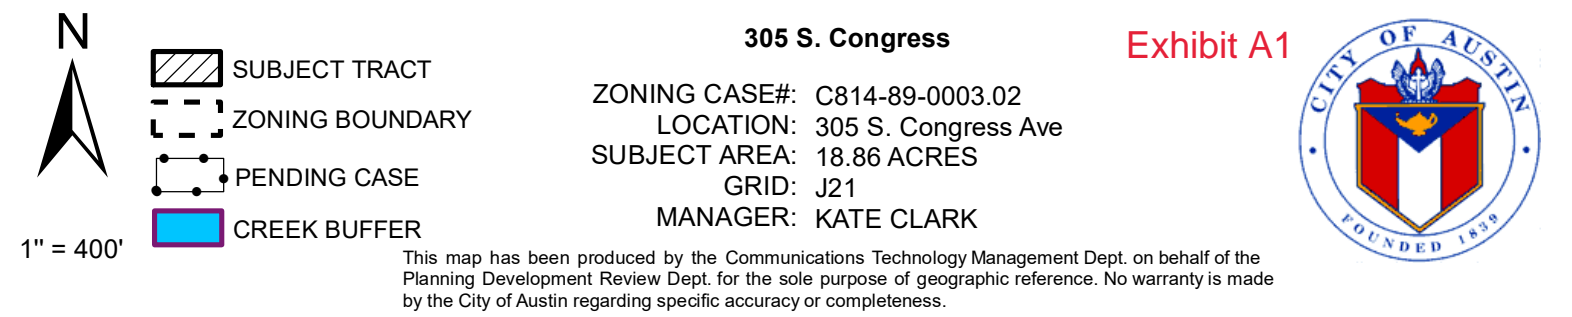 N
1" = 400'
SUBJECT TRACT
ZONING BOUNDARY
PENDING CASE
CREEK BUFFER
305 S. Congress
ZONING CASE#: C814-89-0003.02
LOCATION: 305 S. Congress Ave
SUBJECT AREA: 18.86 ACRES
GRID: J21
MANAGER: KATE CLARK
This map has been produced by the Communications Technology Management Dept. on behalf of the
Planning Development Review Dept. for the sole purpose of geographic reference. No warranty is made
by the City of Austin regarding specific accuracy or completeness.
Exhibit A1
CITY OF AUSTIN
FOUNDED 1839